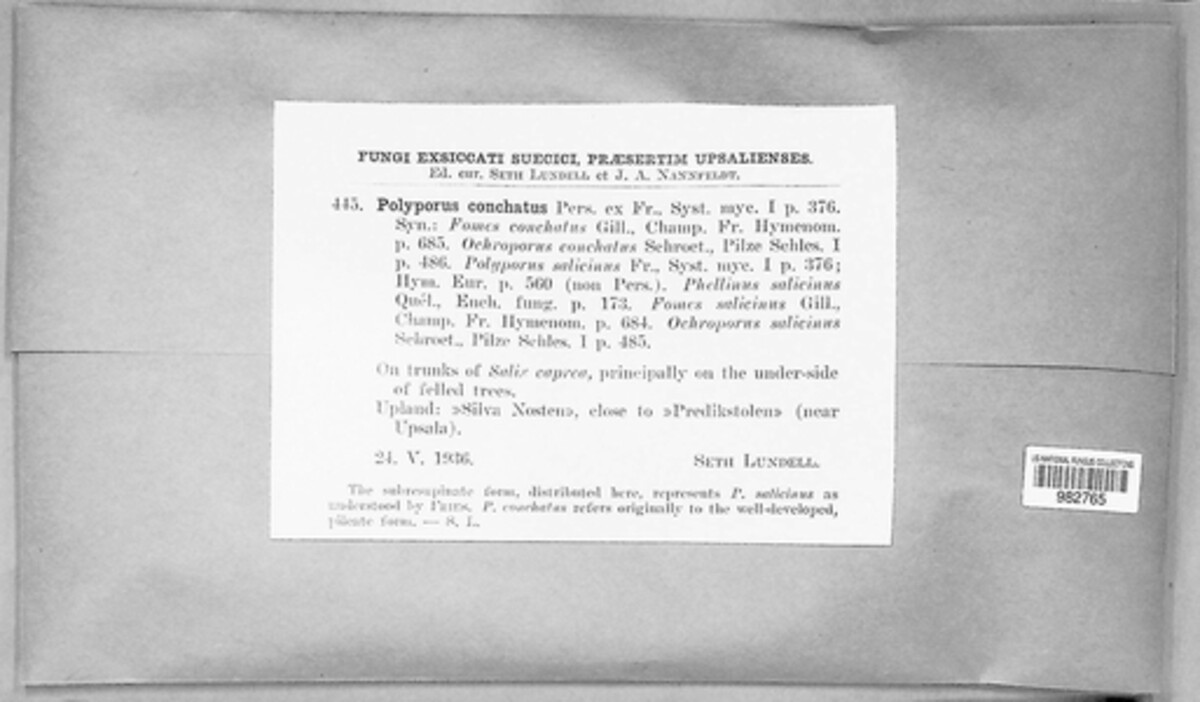 FUNGI EXSICCATI SUECICI, PRÆSERTIM UPSALIENSES.
Ed. cur. SETH LUNDELL et J. A. NANNFELDT.
445. Polyporus conchatus Pers. ex Fr., Syst. myc. I p. 376.
Syn.: Fomes conchatus Gill., Champ. Fr. Hymenom.
p. 685. Ochroporus conchatus Schroet., Pilze Schles. I
p. 486. Polyporus salicinus Fr., Syst. myc. I p. 376;
Hym. Eur. p. 560 (non Pers.). Phellinus salicinus
Quél., Ench. fung. p. 173. Fomes salicinus Gill.,
Champ. Fr. Hymenom. p. 684. Ochroporus salicinus
Schroet., Pilze Schles. I p. 485.
On trunks of Salix caprea, principally on the under-side
of felled trees.
Upland: »Silva Nosten», close to »Predikstolen» (near
Upsala).
24. V. 1936. SETH LUNDELL.
The subresupinate form, distributed here, represents P. salicinus as
understood by FRIES. P. conchatus refers originally to the well-developed,
pileate form. — S. L.
US NATIONAL FUNGUS COLLECTIONS
982765